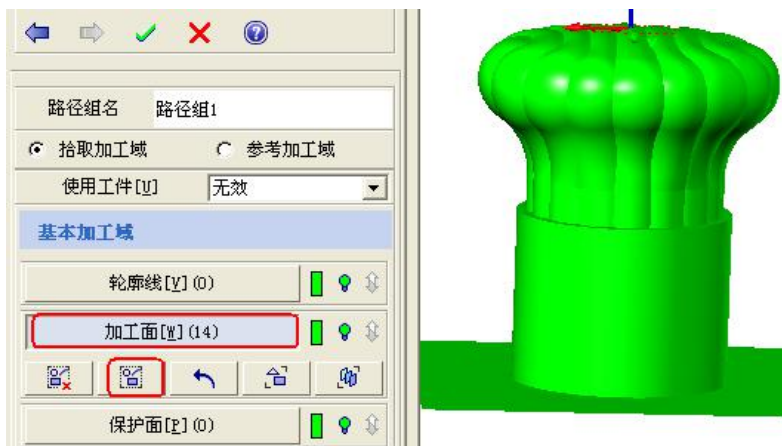 路径组名 路径组1
拾取加工域 参考加工域
使用工件[U] 无效
基本加工域
轮廓线[V](0)
加工面[W](14)
保护面[P](0)